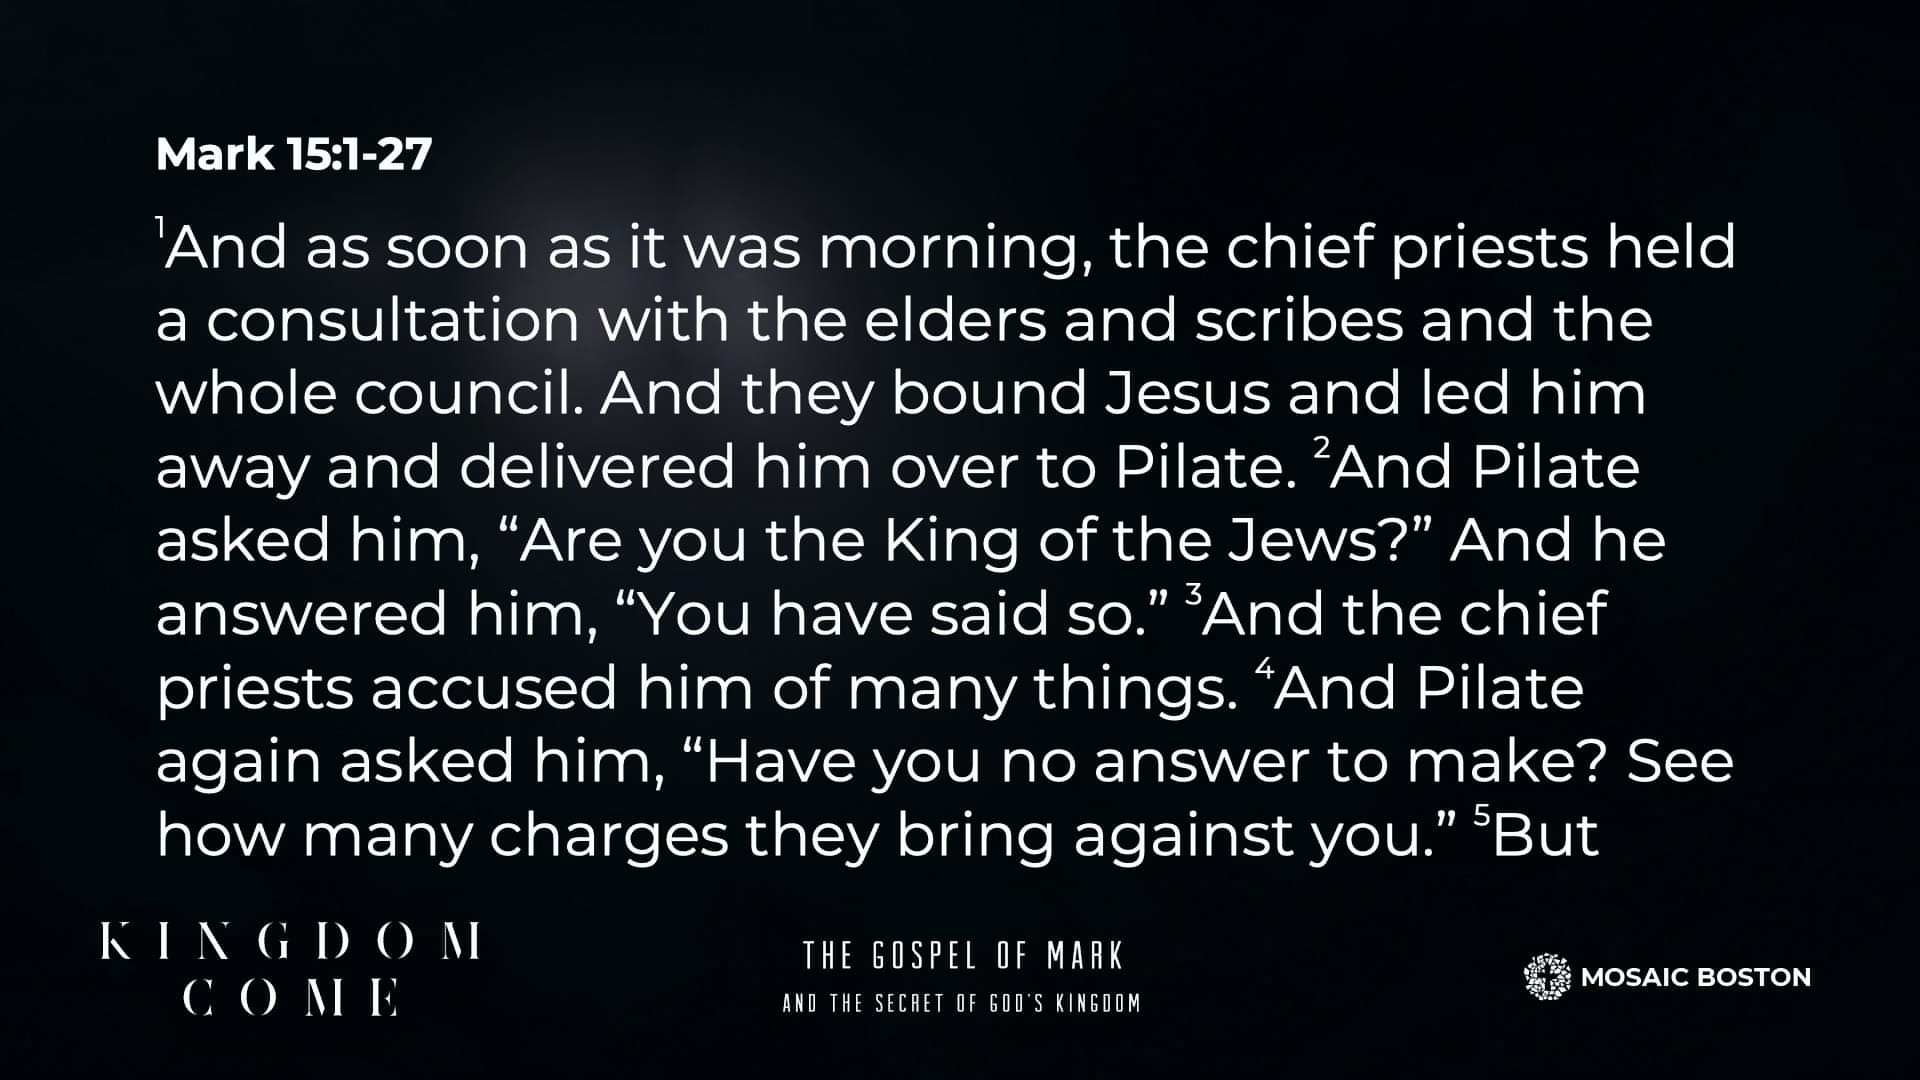 Mark 15:1-27
¹And as soon as it was morning, the chief priests held
a consultation with the elders and scribes and the
whole council. And they bound Jesus and led him
away and delivered him over to Pilate. ²And Pilate
asked him, “Are you the King of the Jews?” And he
answered him, “You have said so.” ³And the chief
priests accused him of many things. ⁴And Pilate
again asked him, “Have you no answer to make? See
how many charges they bring against you.” ⁵But
KINGDOM
COME
THE GOSPEL OF MARK
AND THE SECRET OF GOD'S KINGDOM
MOSAIC BOSTON